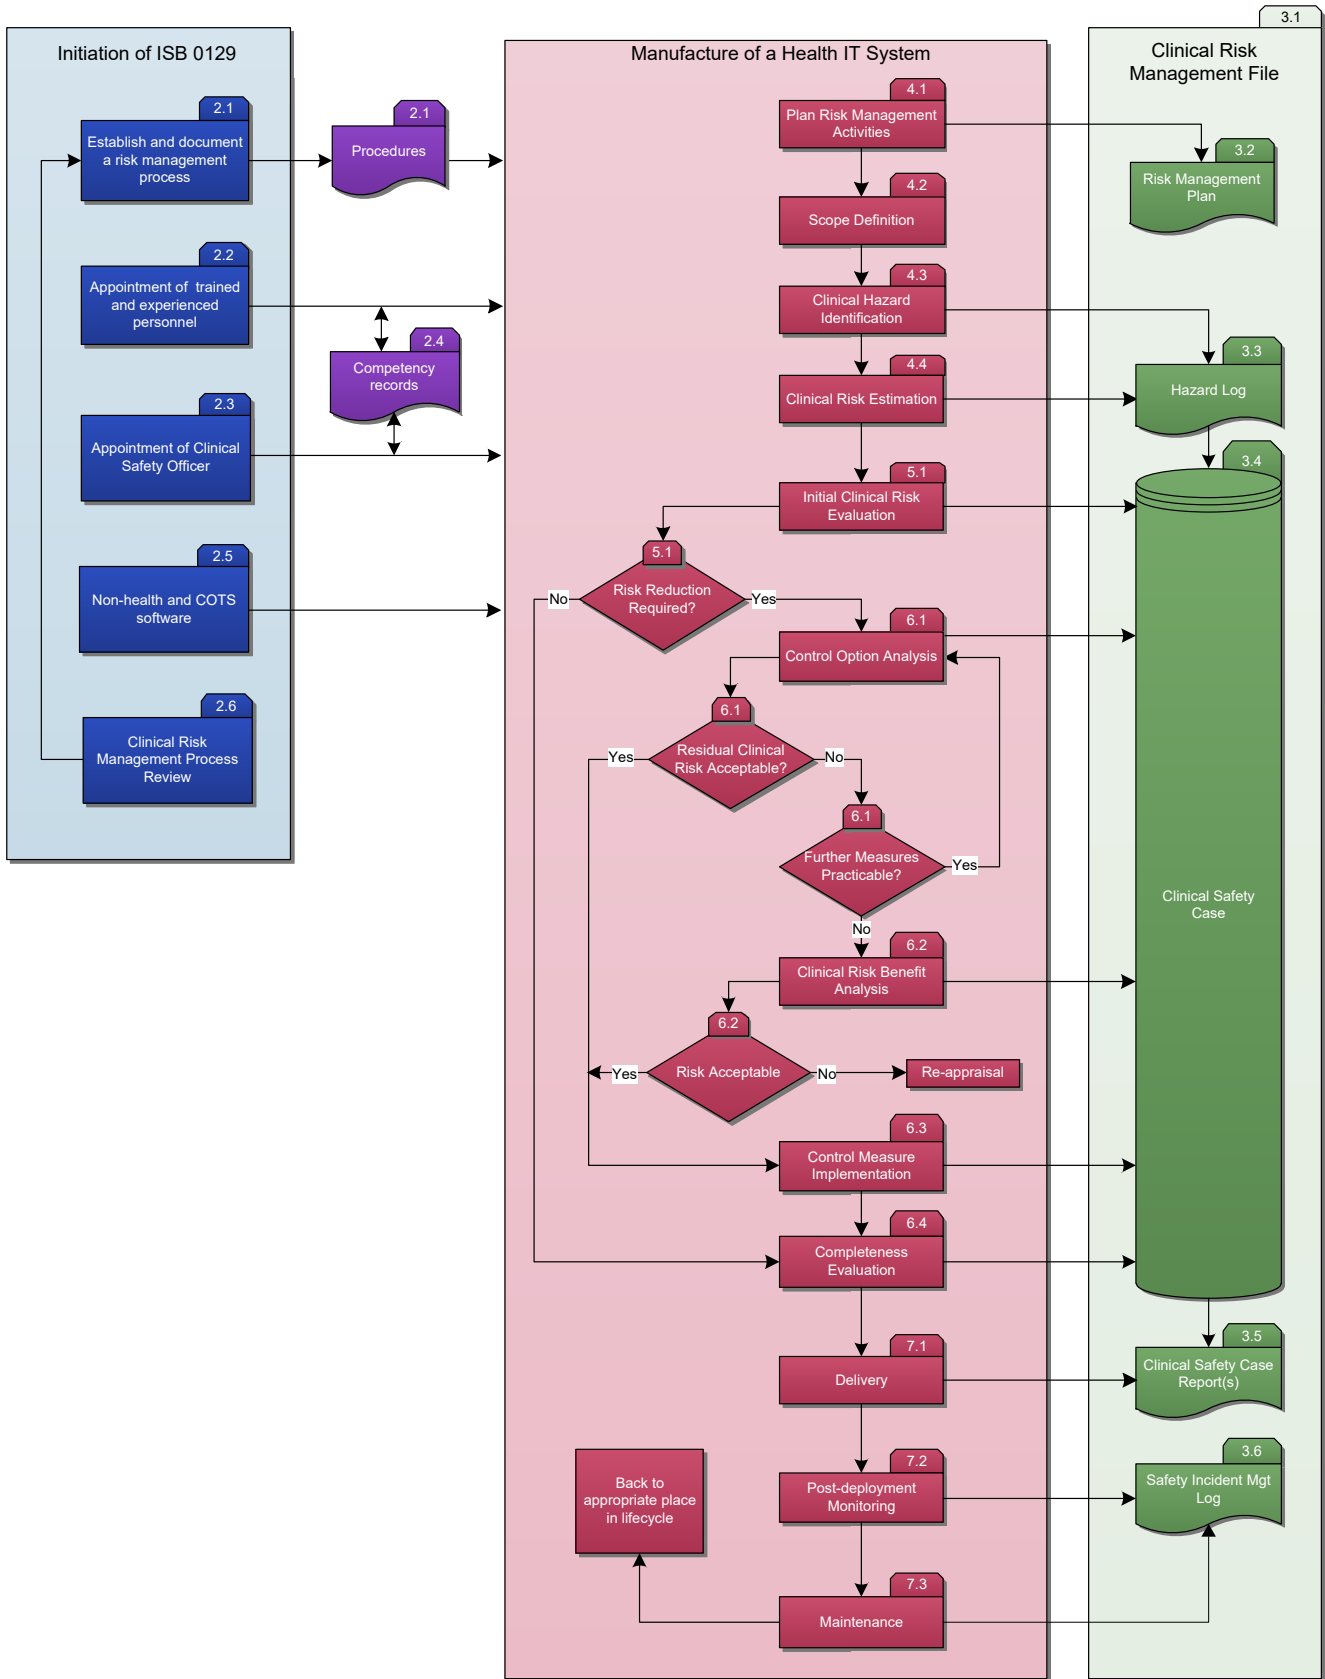 Initiation of ISB 0129
2.1
Establish and document
a risk management
process
2.2
Appointment of trained
and experienced
personnel
2.3
Appointment of Clinical
Safety Officer
2.5
Non-health and COTS
software
2.6
Clinical Risk
Management Process
Review
2.1
Procedures
2.4
Competency
records
Manufacture of a Health IT System
4.1
Plan Risk Management
Activities
4.2
Scope Definition
4.3
Clinical Hazard
Identification
4.4
Clinical Risk Estimation
5.1
Initial Clinical Risk
Evaluation
5.1
Risk Reduction
Required?
No
Yes
6.1
Control Option Analysis
6.1
Residual Clinical
Risk Acceptable?
Yes
No
6.1
Further Measures
Practicable?
Yes
No
6.2
Clinical Risk Benefit
Analysis
6.2
Risk Acceptable
Yes
No
Re-appraisal
6.3
Control Measure
Implementation
6.4
Completeness
Evaluation
7.1
Delivery
7.2
Post-deployment
Monitoring
Back to
appropriate place
in lifecycle
7.3
Maintenance
3.1
Clinical Risk
Management File
3.2
Risk Management
Plan
3.3
Hazard Log
3.4
Clinical Safety
Case
3.5
Clinical Safety Case
Report(s)
3.6
Safety Incident Mgt
Log